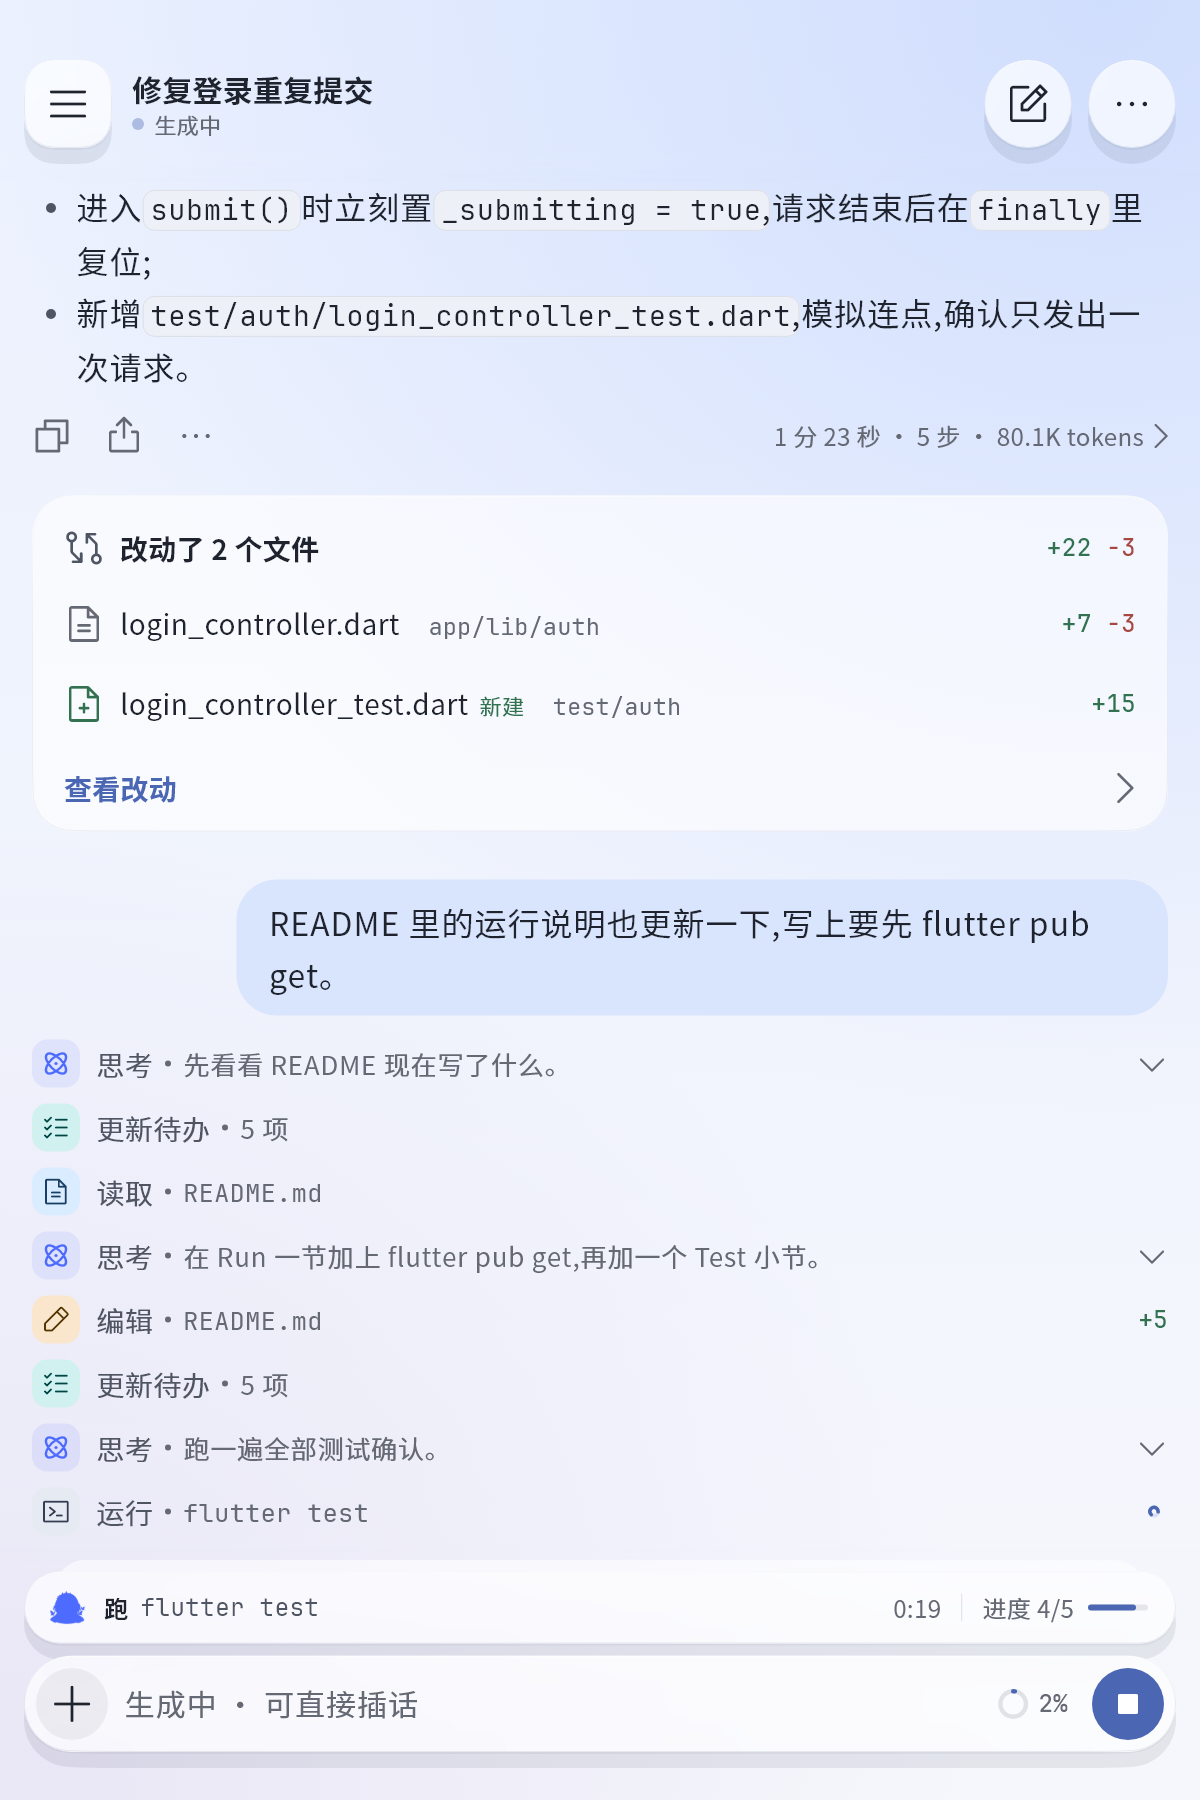 修复登录重复提交
生成中
进入 submit() 时立刻置 _submitting = true,请求结束后在 finally 里
复位;
新增 test/auth/login_controller_test.dart,模拟连点,确认只发出一
次请求。
1 分 23 秒 • 5 步 • 80.1K tokens
改动了 2 个文件 +22 -3
login_controller.dart app/lib/auth +7 -3
login_controller_test.dart 新建 test/auth +15
查看改动
README 里的运行说明也更新一下,写上要先 flutter pub
get。
思考 • 先看看 README 现在写了什么。
更新待办 • 5 项
读取 • README.md
思考 • 在 Run 一节加上 flutter pub get,再加一个 Test 小节。
编辑 • README.md +5
更新待办 • 5 项
思考 • 跑一遍全部测试确认。
运行 • flutter test
跑 flutter test 0:19 进度 4/5
生成中 • 可直接插话 2%